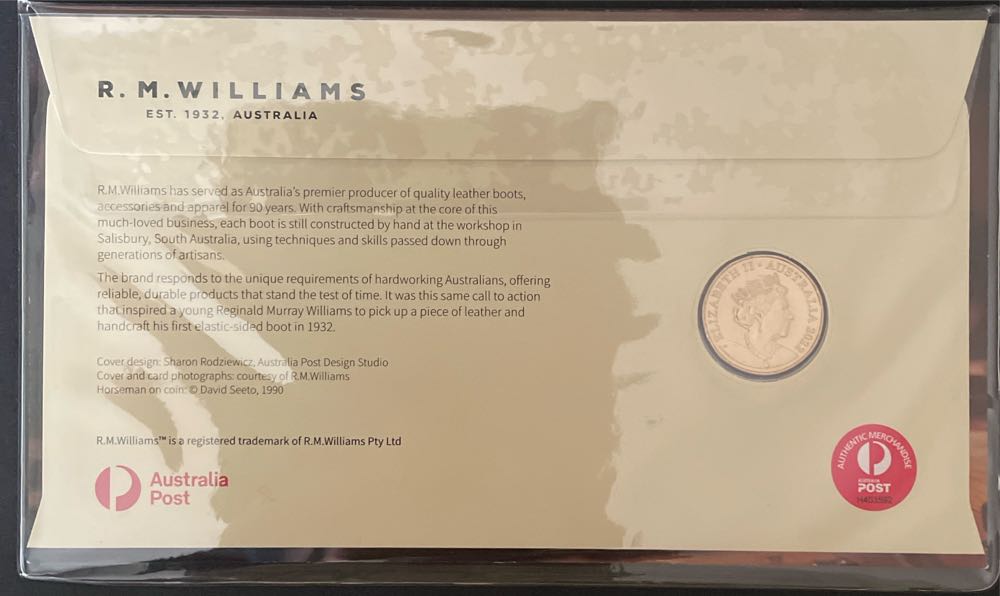 R. M. WILLIAMS
EST. 1932, AUSTRALIA
R.M.Williams has served as Australia's premier producer of quality leather boots,
accessories and apparel for 90 years. With craftsmanship at the core of this
much-loved business, each boot is still constructed by hand at the workshop in
Salisbury, South Australia, using techniques and skills passed down through
generations of artisans.
The brand responds to the unique requirements of hardworking Australians, offering
reliable, durable products that stand the test of time. It was this same call to action
that inspired a young Reginald Murray Williams to pick up a piece of leather and
handcraft his first elastic-sided boot in 1932.
ELIZABETH II • AUSTRALIA 2022
Cover design: Sharon Rodziewicz, Australia Post Design Studio
Cover and card photographs: courtesy of R.M.Williams
Horseman on coin: © David Seeto, 1990
R.M.Williams™ is a registered trademark of R.M.Williams Pty Ltd
Australia
Post
AUTHENTIC MERCHANDISE
AUSTRALIA
POST